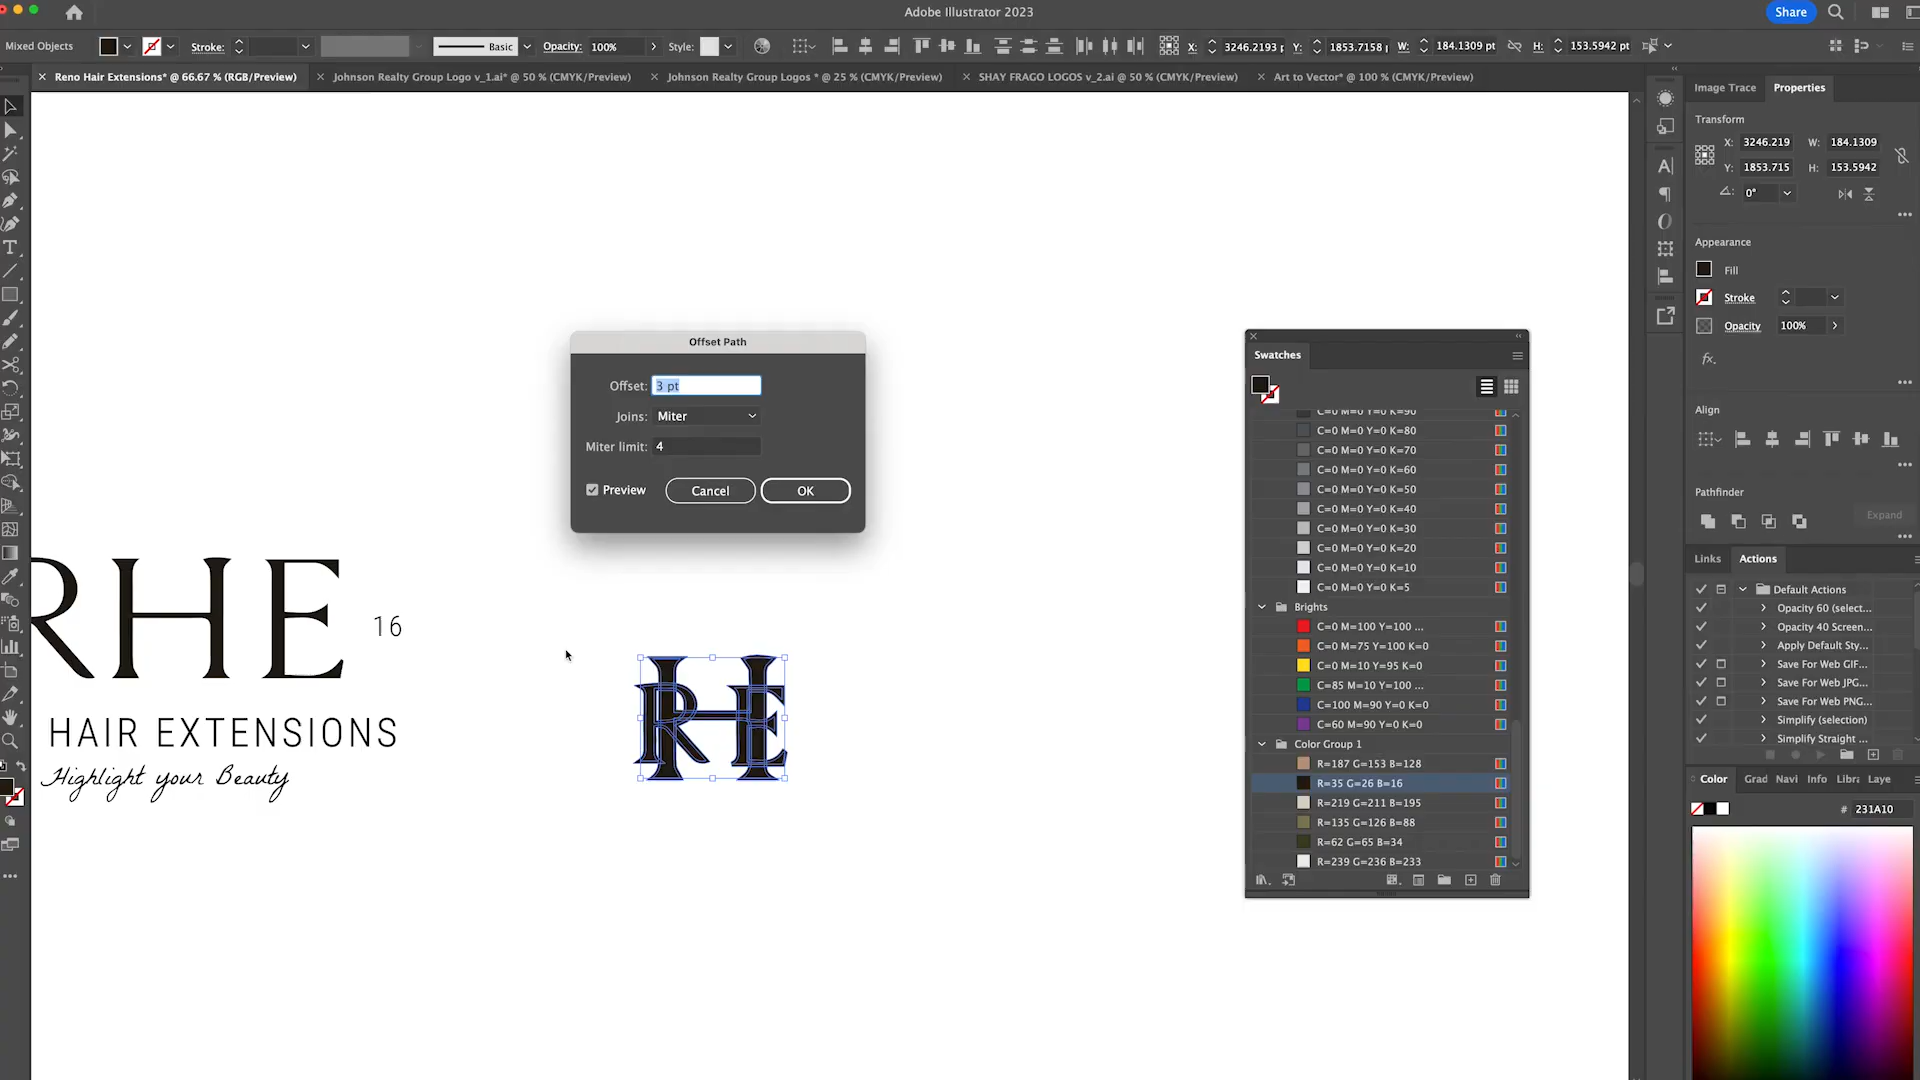 Adobe Illustrator 2023
Share
Mixed Objects
Stroke:
Basic
Opacity: 100%
Style:
X: 3246.2193 p
Y: 1853.7158
W: 184.1309 pt
H: 153.5942 pt
Reno Hair Extensions* @ 66.67 % (RGB/Preview)
Johnson Realty Group Logo v_1.ai* @ 50 % (CMYK/Preview)
Johnson Realty Group Logos * @ 25 % (CMYK/Preview)
SHAY FRAGO LOGOS v_2.ai @ 50 % (CMYK/Preview)
Art to Vector* @ 100 % (CMYK/Preview)
Offset Path
Offset: 3 pt
Joins: Miter
Miter limit: 4
Preview
Cancel
OK
RHE
16
HAIR EXTENSIONS
Highlight your Beauty
RHE
Swatches
C=0 M=0 Y=0 K=90
C=0 M=0 Y=0 K=80
C=0 M=0 Y=0 K=70
C=0 M=0 Y=0 K=60
C=0 M=0 Y=0 K=50
C=0 M=0 Y=0 K=40
C=0 M=0 Y=0 K=30
C=0 M=0 Y=0 K=20
C=0 M=0 Y=0 K=10
C=0 M=0 Y=0 K=5
Brights
C=0 M=100 Y=100 ...
C=0 M=75 Y=100 K=0
C=0 M=10 Y=95 K=0
C=85 M=10 Y=100 ...
C=100 M=90 Y=0 K=0
C=60 M=90 Y=0 K=0
Color Group 1
R=187 G=153 B=128
R=35 G=26 B=16
R=219 G=211 B=195
R=135 G=126 B=88
R=62 G=65 B=34
R=239 G=236 B=233
Image Trace
Properties
Transform
X: 3246.219
W: 184.1309
Y: 1853.715
H: 153.5942
0°
Appearance
Fill
Stroke
Opacity 100%
fx.
Align
Pathfinder
Expand
Links
Actions
Default Actions
Opacity 60 (select...
Opacity 40 Screen...
Apply Default Sty...
Save For Web GIF...
Save For Web JPG...
Save For Web PNG...
Simplify (selection)
Simplify Straight ...
Color
Grad
Navi
Info
Libra
Laye
# 231A10